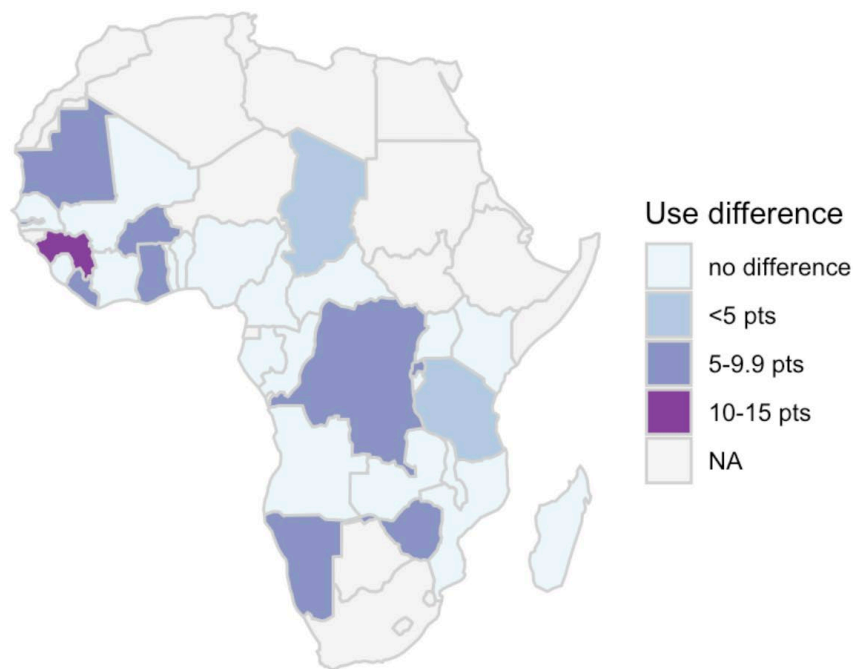 Use difference
no difference
<5 pts
5-9.9 pts
10-15 pts
NA